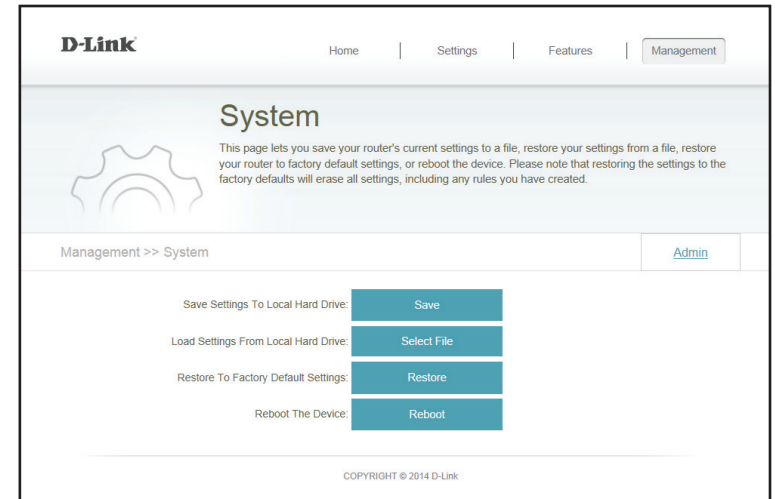 D-Link
Home | Settings | Features | Management
System
This page lets you save your router's current settings to a file, restore your settings from a file, restore
your router to factory default settings, or reboot the device. Please note that restoring the settings to the
factory defaults will erase all settings, including any rules you have created.
Management >> System
Admin
Save Settings To Local Hard Drive: Save
Load Settings From Local Hard Drive: Select File
Restore To Factory Default Settings: Restore
Reboot The Device: Reboot
COPYRIGHT © 2014 D-Link